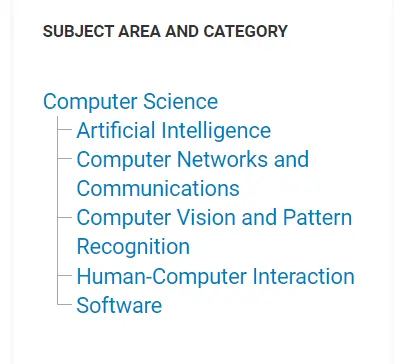 SUBJECT AREA AND CATEGORY
Computer Science
Artificial Intelligence
Computer Networks and
Communications
Computer Vision and Pattern
Recognition
Human-Computer Interaction
Software